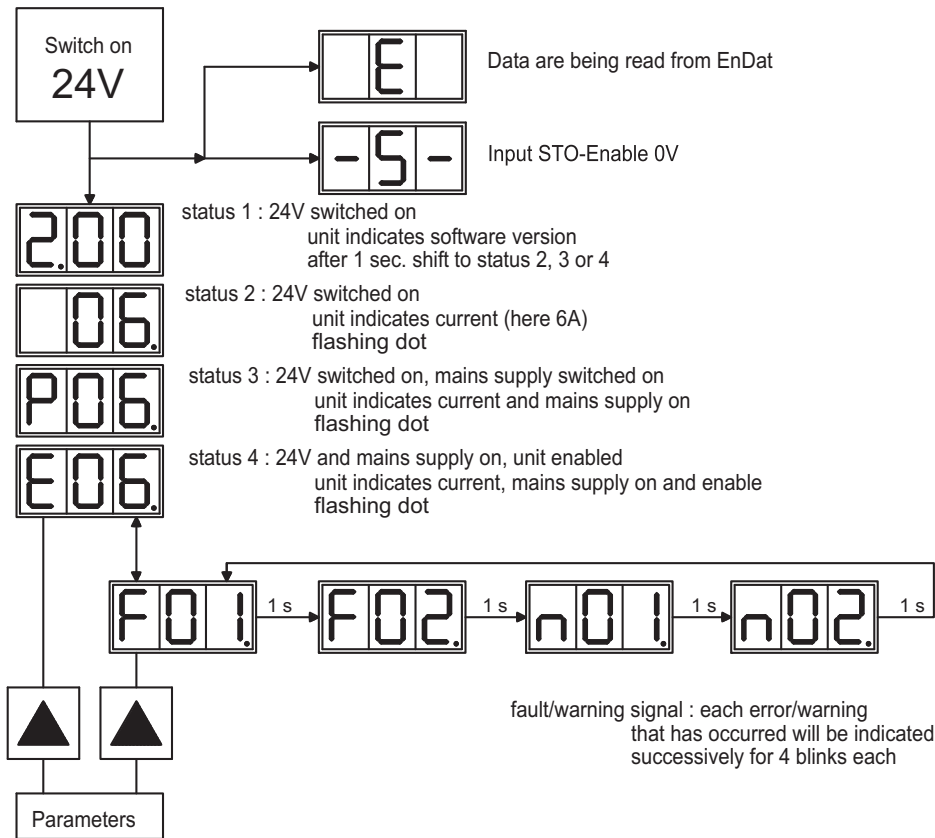 Switch on
24V
E
Data are being read from EnDat
-S-
Input STO-Enable 0V
2.00
status 1 : 24V switched on
unit indicates software version
after 1 sec. shift to status 2, 3 or 4
06.
status 2 : 24V switched on
unit indicates current (here 6A)
flashing dot
P06.
status 3 : 24V switched on, mains supply switched on
unit indicates current and mains supply on
flashing dot
E06.
status 4 : 24V and mains supply on, unit enabled
unit indicates current, mains supply on and enable
flashing dot
F01. 1 s F02. 1 s n01. 1 s n02. 1 s
fault/warning signal : each error/warning
that has occurred will be indicated
successively for 4 blinks each
Parameters